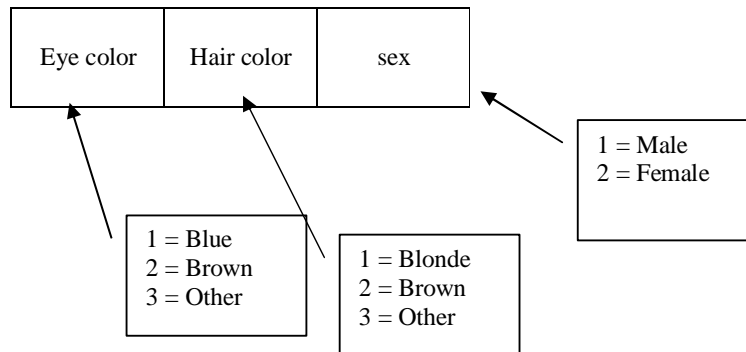 Eye color Hair color sex
1 = Male
2 = Female
1 = Blue
2 = Brown
3 = Other
1 = Blonde
2 = Brown
3 = Other